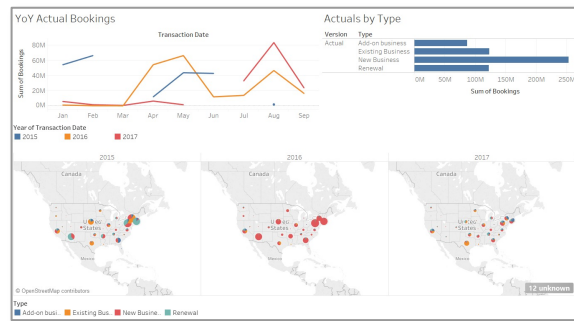 YoY Actual Bookings
Transaction Date
Sum of Bookings
80M
60M
40M
20M
0M
Jan Feb Mar Apr May Jun Jul Aug Sep
Year of Transaction Date
2015 2016 2017
Actuals by Type
Version Type
Actual Add-on business
Existing Business
New Business
Renewal
0M 50M 100M 150M 200M 250M
Sum of Bookings
2015 2016 2017
Canada Canada Canada
United States United States United States
Mexico Mexico Mexico
© OpenStreetMap contributors
12 unknown
Type
Add-on busi.. Existing Bus.. New Busine.. Renewal